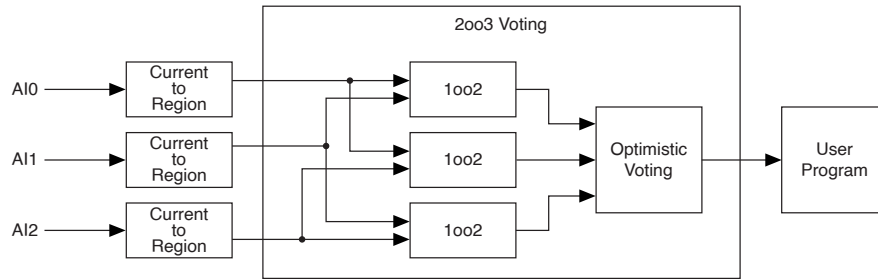 2oo3 Voting
AI0
Current
to
Region
1oo2
AI1
Current
to
Region
1oo2
Optimistic
Voting
User
Program
AI2
Current
to
Region
1oo2